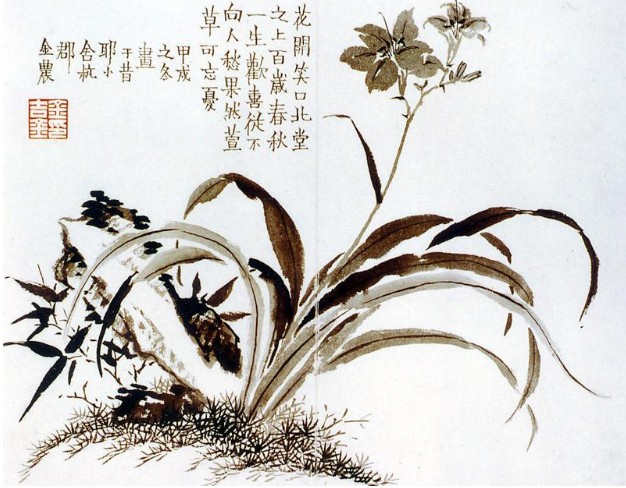 花開笑口北堂
之上百歲春秋
一生歡喜從不
向人愁果然萱
草可忘憂
甲戌
之冬
畫
于昔
耶小
舍杭
郡
金農